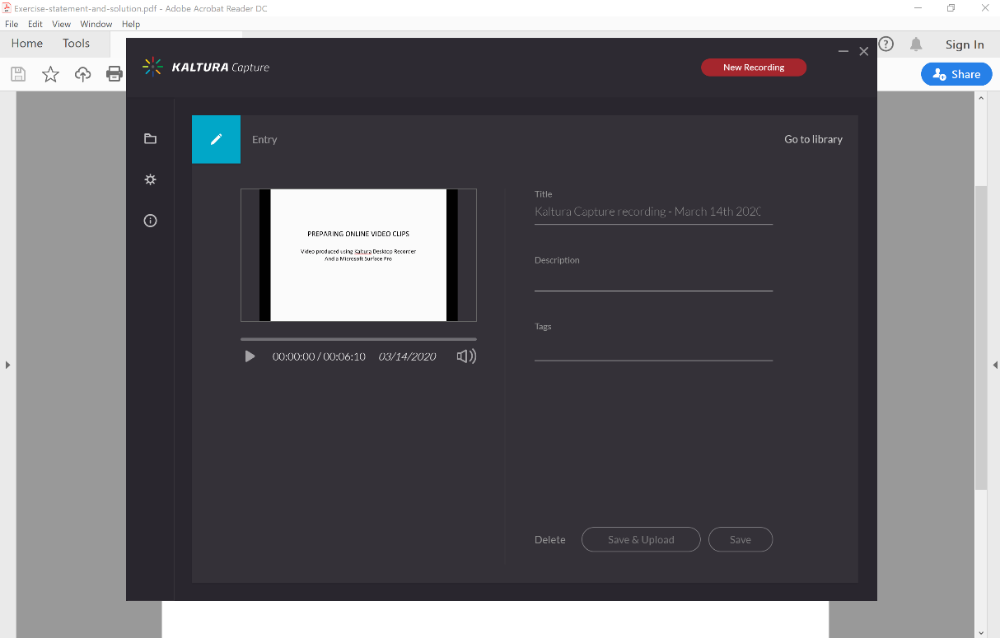 Exercise-statement-and-solution.pdf - Adobe Acrobat Reader DC
File Edit View Window Help
Home Tools
Sign In
Share
KALTURA Capture
New Recording
Entry
Go to library
PREPARING ONLINE VIDEO CLIPS
Video produced using Kaltura Desktop Recorder
And a Microsoft Surface Pro
00:00:00 / 00:06:10 03/14/2020
Title
Kaltura Capture recording - March 14th 2020
Description
Tags
Delete Save & Upload Save